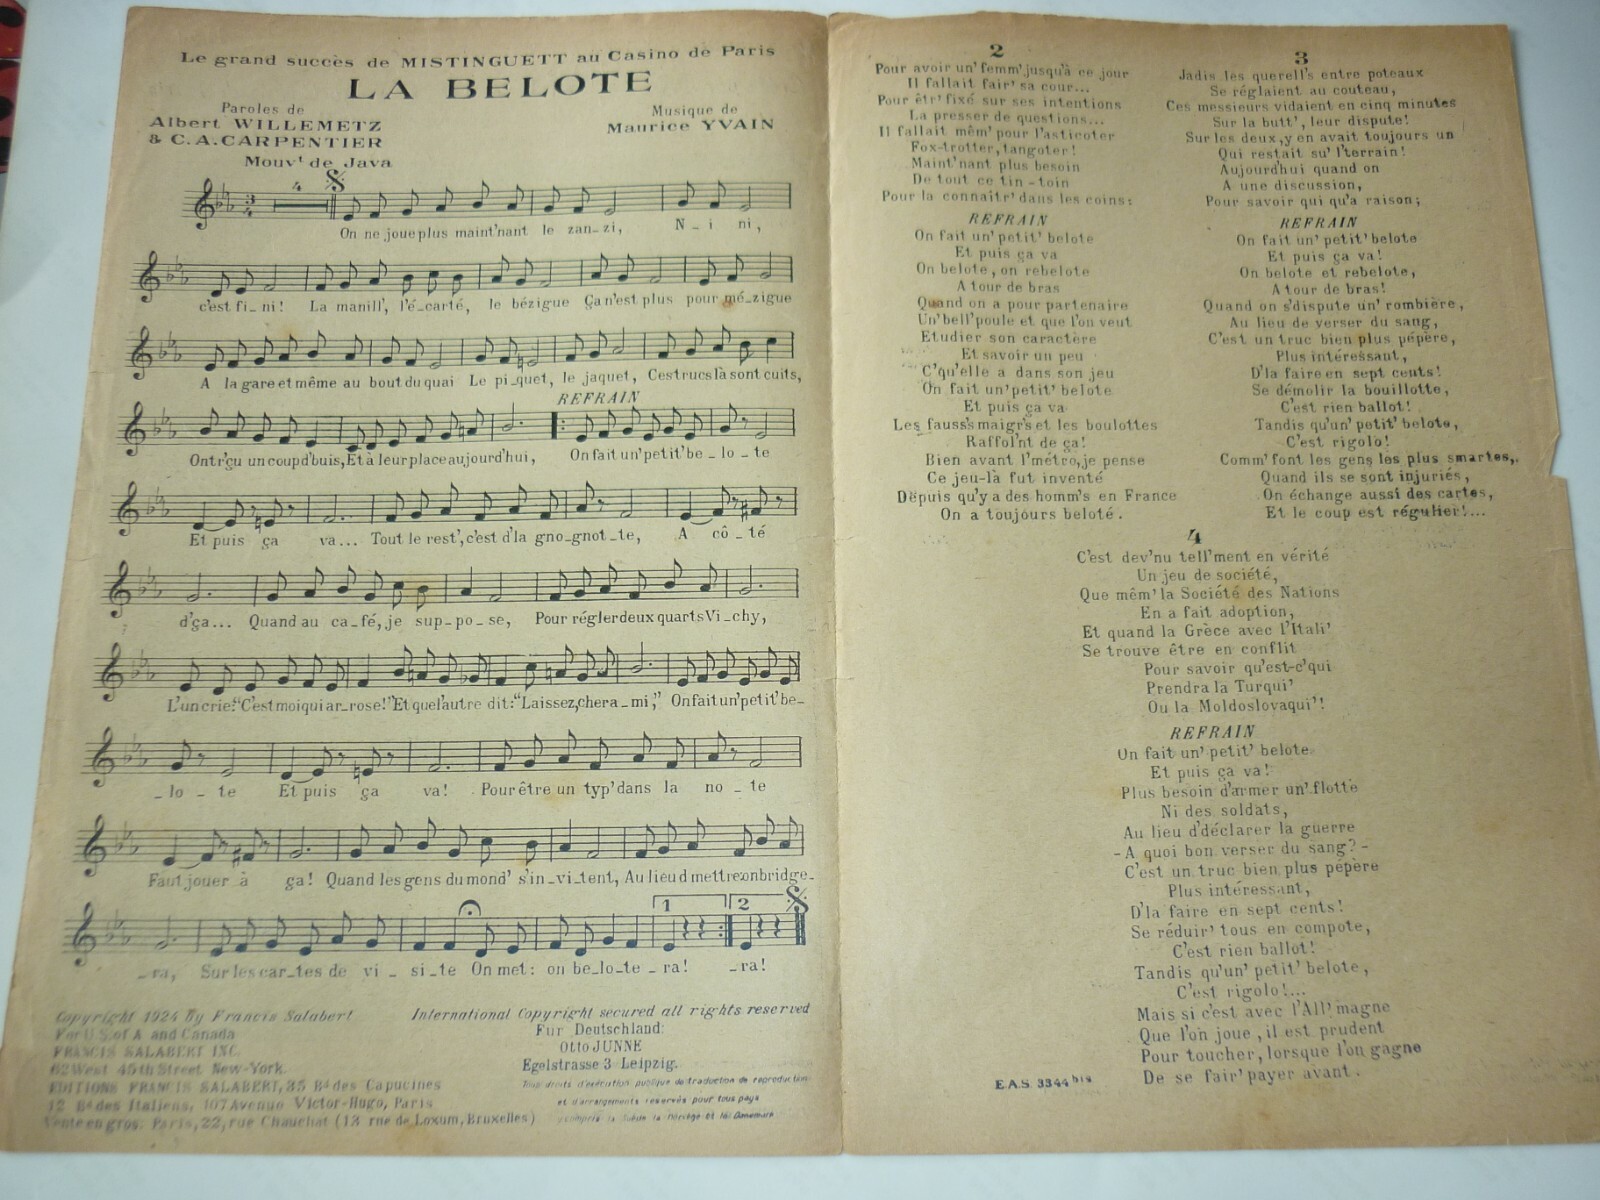 Le grand succès de MISTINGUETT au Casino de Paris
LA BELOTE
Paroles de
Albert WILLEMETZ
& C. A. CARPENTIER
Musique de
Maurice YVAIN
Mouvt de Java
4
On ne joue plus maint'nant le zan_zi, N_i ni,
c'est fi_ni! La manill', l'é_carté, le bézigue Ça n'est plus pour mé_zigue
A la gare et même au bout du quai Le pi_quet, le jaquet, Ces trucs là sont cuits,
REFRAIN
Ont r'çu un coup d'buis, Et à leur place aujourd'hui, On fait un' petit' be_lo_te
Et puis ça va... Tout le rest', c'est d'la gno_gnot_te, A cô_té
d'ça... Quand au ca_fé, je sup_po_se, Pour régler deux quarts Vi_chy,
L'un crie: "C'est moi qui ar_rose!" Et quel'autre dit: "Laissez, cher a_mi," On fait un' petit' be_
_lo_te Et puis ça va! Pour être un typ' dans la no_te
Faut jouer à ça! Quand les gens du mond' s'in_vi_tent, Au lieu d'mettre on bridge_
1 2
_ra, Sur les car_tes de vi_si_te On met: on be_lo_te_ra! _ra!
Copyright 1924 By Francis Salabert
International Copyright secured all rights reserved
For U.S. of A and Canada
FRANCIS SALABERT INC.
62 West 45th Street New-York.
EDITIONS FRANCIS SALABERT, 35 Bd des Capucines
12 Bd des Italiens, 107 Avenue Victor-Hugo, Paris
Vente en gros: Paris, 22, rue Chauchat (13 rue de Loxum, Bruxelles)
Für Deutschland:
Otto JUNNE
Egelstrasse 3 Leipzig.
Tous droits d'exécution publique de traduction de reproduction
et d'arrangements réservés pour tous pays
y compris la Suède la Norvège et le Danemark
2
Pour avoir un' femm' jusqu'à ce jour
Il fallait fair' sa cour...
Pour êtr' fixé sur ses intentions
La presser de questions...
Il fallait mêm' pour l'asticoter
Fox-trotter, tangoter!
Maint'nant plus besoin
De tout ce tin-toin
Pour la connaîtr' dans les coins:
REFRAIN
On fait un' petit' belote
Et puis ça va
On belote, on rebelote
A tour de bras
Quand on a pour partenaire
Un' bell' poule et que l'on veut
Etudier son caractère
Et savoir un peu
C'qu'elle a dans son jeu
On fait un' petit' belote
Et puis ça va
Les fauss's maigr's et les boulottes
Raffol'nt de ça!
Bien avant l'métro, je pense
Ce jeu-là fut inventé
Depuis qu'y a des homm's en France
On a toujours beloté.
3
Jadis les querell's entre poteaux
Se réglaient au couteau,
Ces messieurs vidaient en cinq minutes
Sur la butt', leur dispute!
Sur les deux, y en avait toujours un
Qui restait su' l'terrain!
Aujourd'hui quand on
A une discussion,
Pour savoir qui qu'a raison;
REFRAIN
On fait un' petit' belote
Et puis ça va!
On belote et rebelote,
A tour de bras!
Quand on s'dispute un' rombière,
Au lieu de verser du sang,
C'est un truc bien plus pépère,
Plus intéressant,
D'la faire en sept cents!
Se démolir la bouillotte,
C'est rien ballot!
Tandis qu'un' petit' belote,
C'est rigolo!
Comm' font les gens les plus smartes,
Quand ils se sont injuriés,
On échange aussi des cartes,
Et le coup est régulier!...
4
C'est dev'nu tell'ment en vérité
Un jeu de société,
Que mêm' la Société des Nations
En a fait adoption,
Et quand la Grèce avec l'Itali'
Se trouve être en conflit
Pour savoir qu'est-c'qui
Prendra la Turqui'
Ou la Moldoslovaqui'!
REFRAIN
On fait un' petit' belote
Et puis ça va!
Plus besoin d'armer un' flotte
Ni des soldats,
Au lieu d'déclarer la guerre
-A quoi bon verser du sang?-
C'est un truc bien plus pépère
Plus intéressant,
D'la faire en sept cents!
Se réduir' tous en compote,
C'est rien ballot!
Tandis qu'un' petit' belote,
C'est rigolo!...
Mais si c'est avec l'All'magne
Que l'on joue, il est prudent
Pour toucher, lorsque l'on gagne
De se fair' payer avant.
E.A.S. 3344 bis